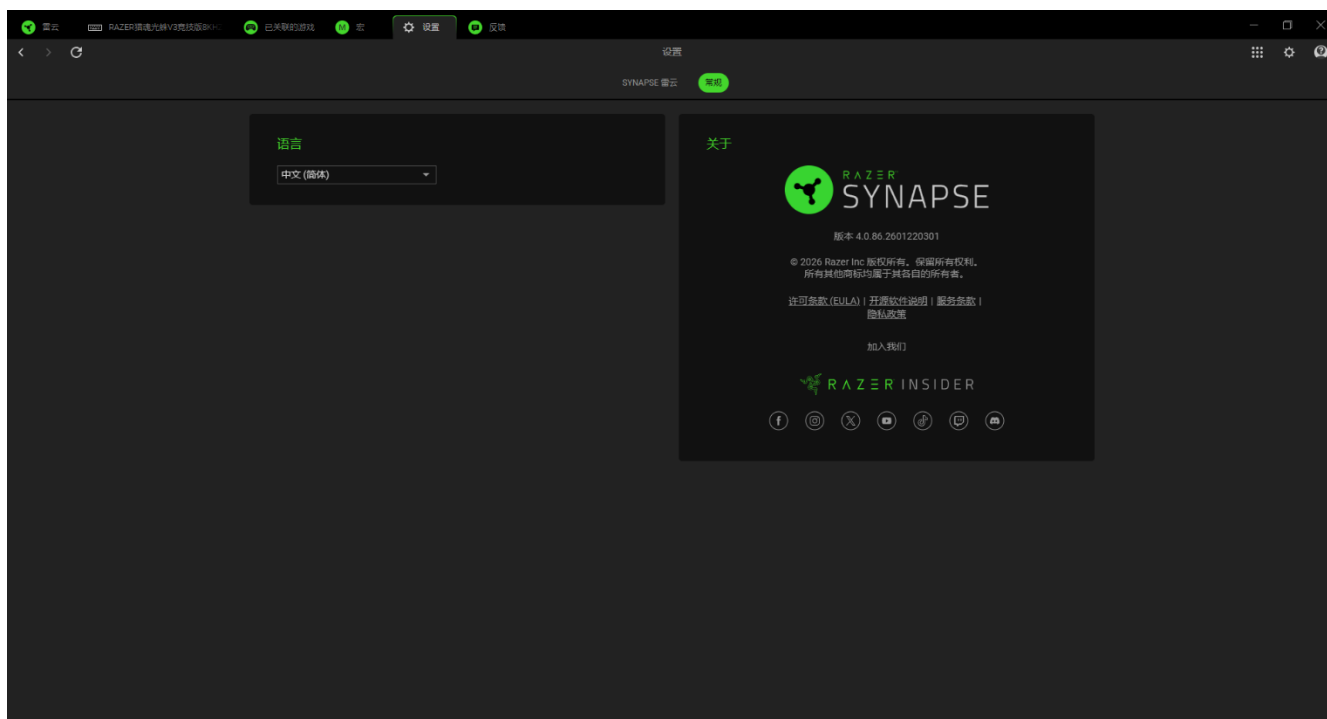 雷云
RAZER猎魂光蛛V3竞技版8KHZ
已关联的游戏
宏
设置
反馈
设置
SYNAPSE 雷云
常规
语言
中文 (简体)
关于
RAZER
SYNAPSE
版本 4.0.86.2601220301
© 2026 Razer Inc 版权所有。保留所有权利。
所有其他商标均属于其各自的所有者。
许可条款 (EULA) | 开源软件说明 | 服务条款 |
隐私政策
加入我们
RAZER INSIDER